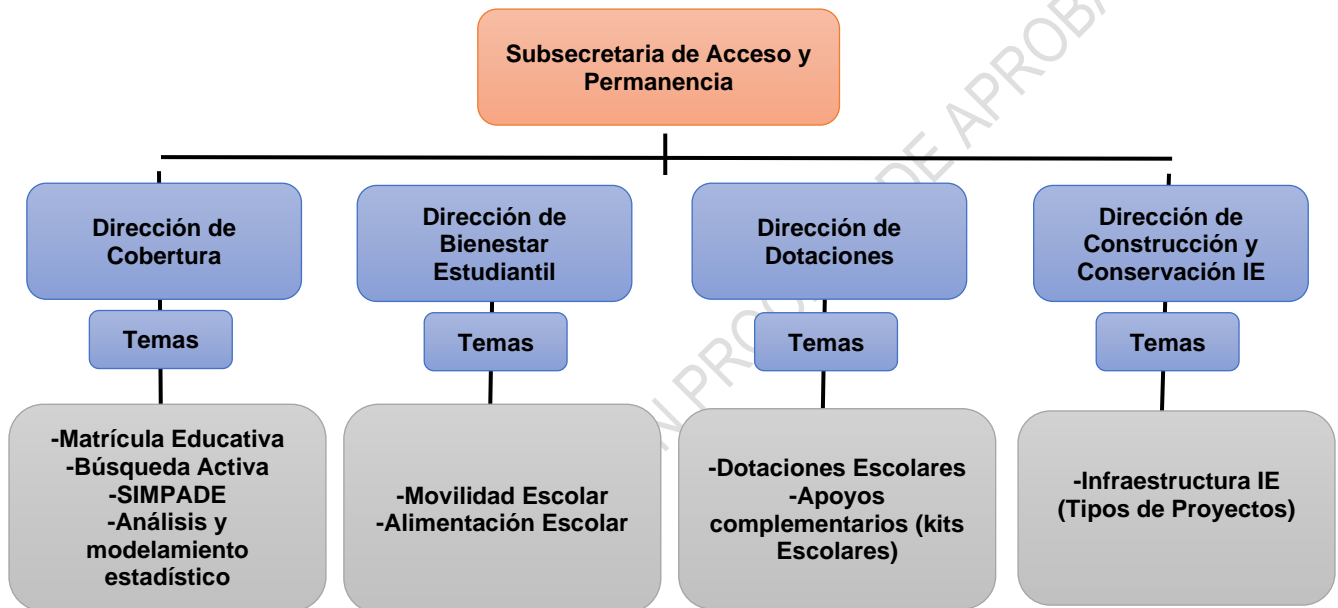 Subsecretaria de Acceso y
Permanencia
Dirección de
Cobertura
Dirección de
Bienestar
Estudiantil
Dirección de
Dotaciones
Dirección de
Construcción y
Conservación IE
Temas
Temas
Temas
Temas
-Matrícula Educativa
-Búsqueda Activa
-SIMPADE
-Análisis y
modelamiento
estadístico
-Movilidad Escolar
-Alimentación Escolar
-Dotaciones Escolares
-Apoyos
complementarios (kits
Escolares)
-Infraestructura IE
(Tipos de Proyectos)